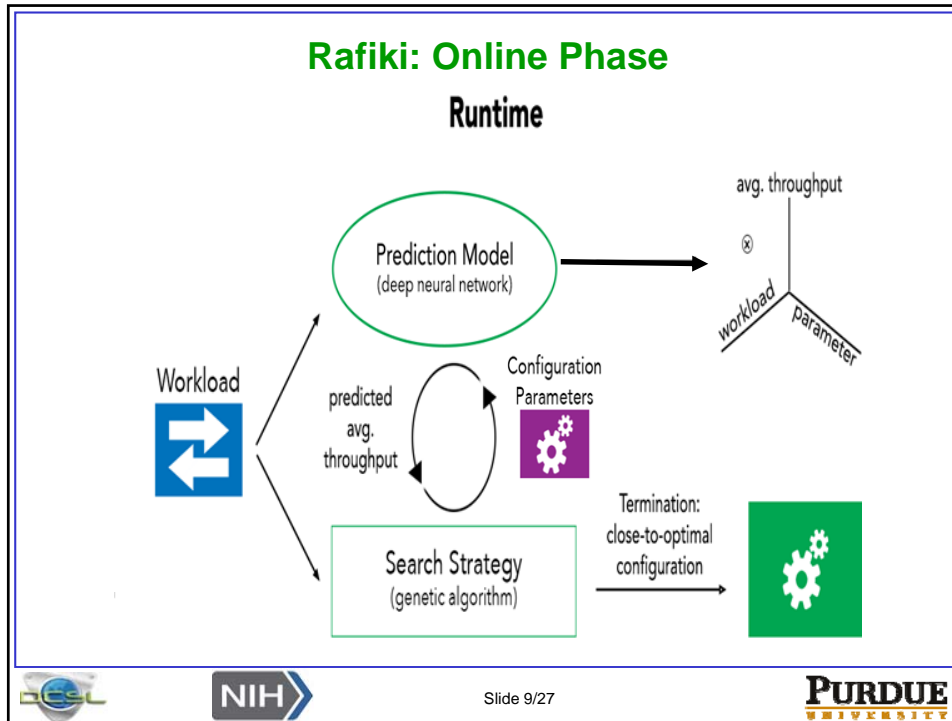 Rafiki: Online Phase
Runtime
avg. throughput
workload
parameter
Prediction Model
(deep neural network)
Workload
predicted
avg.
throughput
Configuration
Parameters
Search Strategy
(genetic algorithm)
Termination:
close-to-optimal
configuration
DCSL
NIH
Slide 9/27
PURDUE
UNIVERSITY